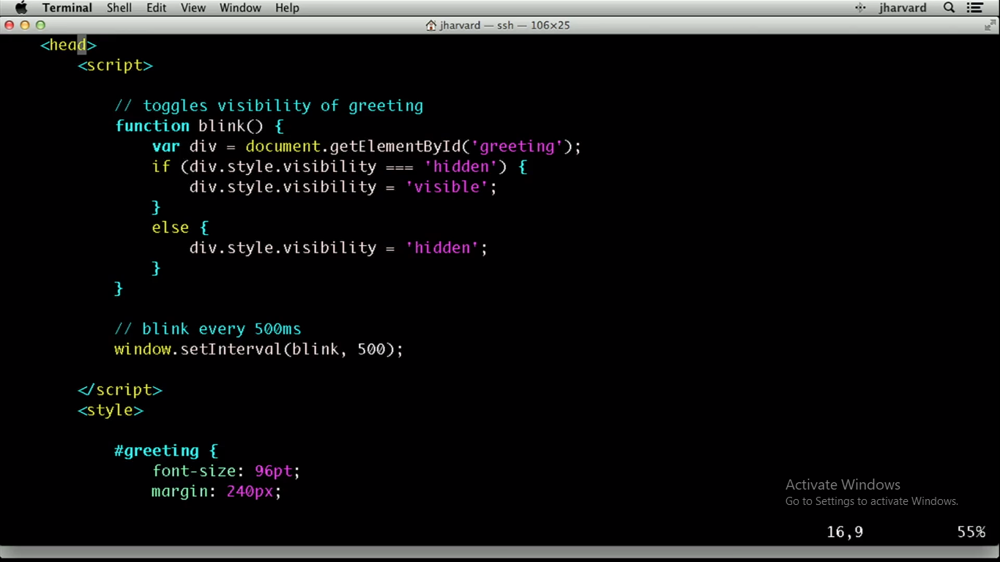 Terminal Shell Edit View Window Help jharvard
jharvard — ssh — 106×25
<head>
<script>
// toggles visibility of greeting
function blink() {
var div = document.getElementById('greeting');
if (div.style.visibility === 'hidden') {
div.style.visibility = 'visible';
}
else {
div.style.visibility = 'hidden';
}
}
// blink every 500ms
window.setInterval(blink, 500);
</script>
<style>
#greeting {
font-size: 96pt;
margin: 240px;
Activate Windows
Go to Settings to activate Windows.
16,9 55%